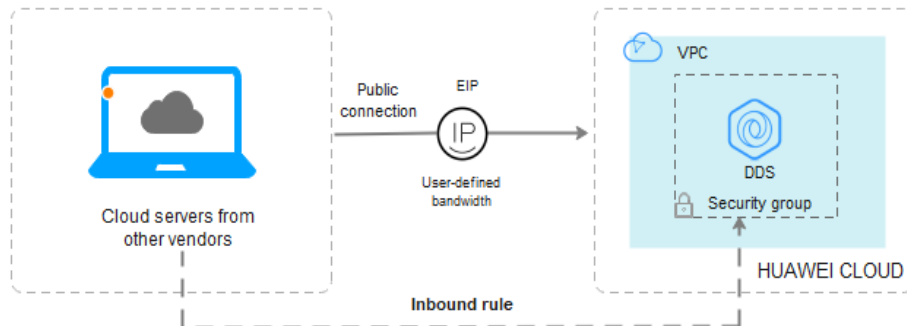 Cloud servers from
other vendors
Public
connection
EIP
IP
User-defined
bandwidth
VPC
DDS
Security group
HUAWEI CLOUD
Inbound rule